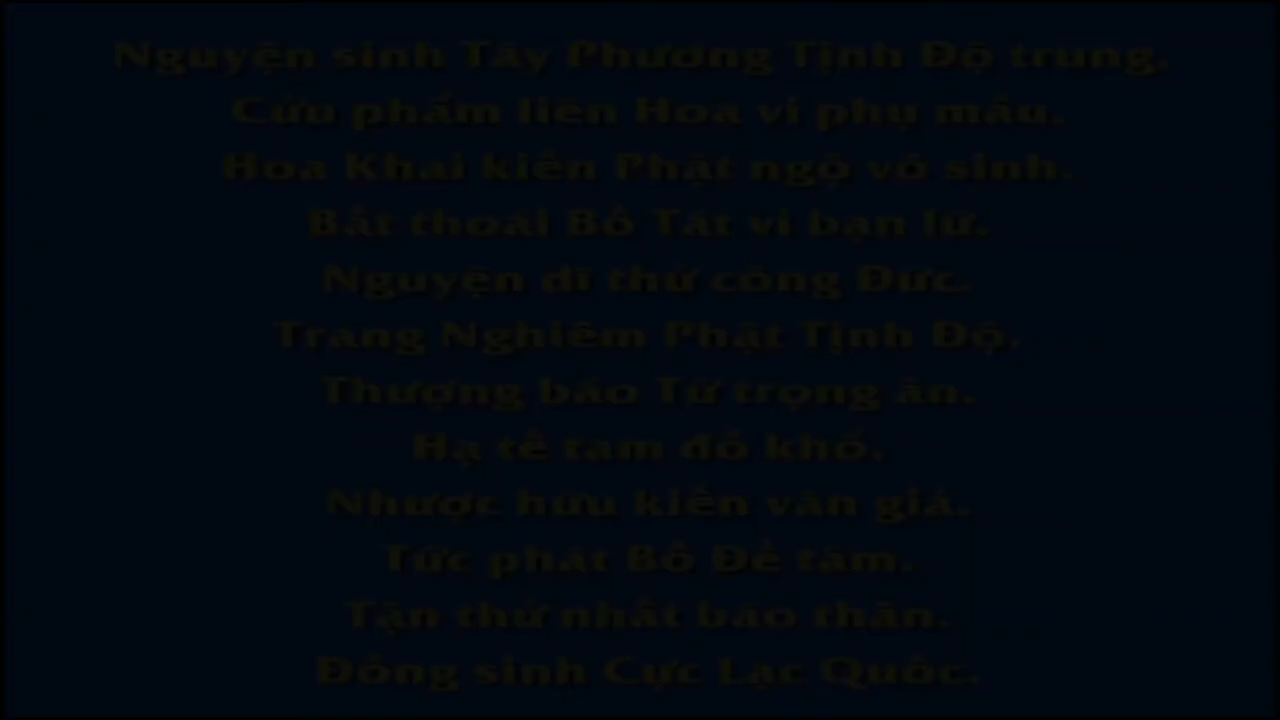 Nguyện sinh Tây Phương Tịnh Độ trung,
Cửu phẩm liên Hoa vi phụ mẫu.
Hoa Khai kiến Phật ngộ vô sinh.
Bất thoái Bồ Tát vi bạn lữ.
Nguyện dĩ thử công Đức.
Trang Nghiêm Phật Tịnh Độ.
Thượng báo Tứ trọng ân.
Hạ tế tam đồ khổ.
Nhược hữu kiến văn giả.
Tức phát Bồ Đề tâm.
Tận thử nhất báo thân.
Đồng sinh Cực Lạc Quốc.